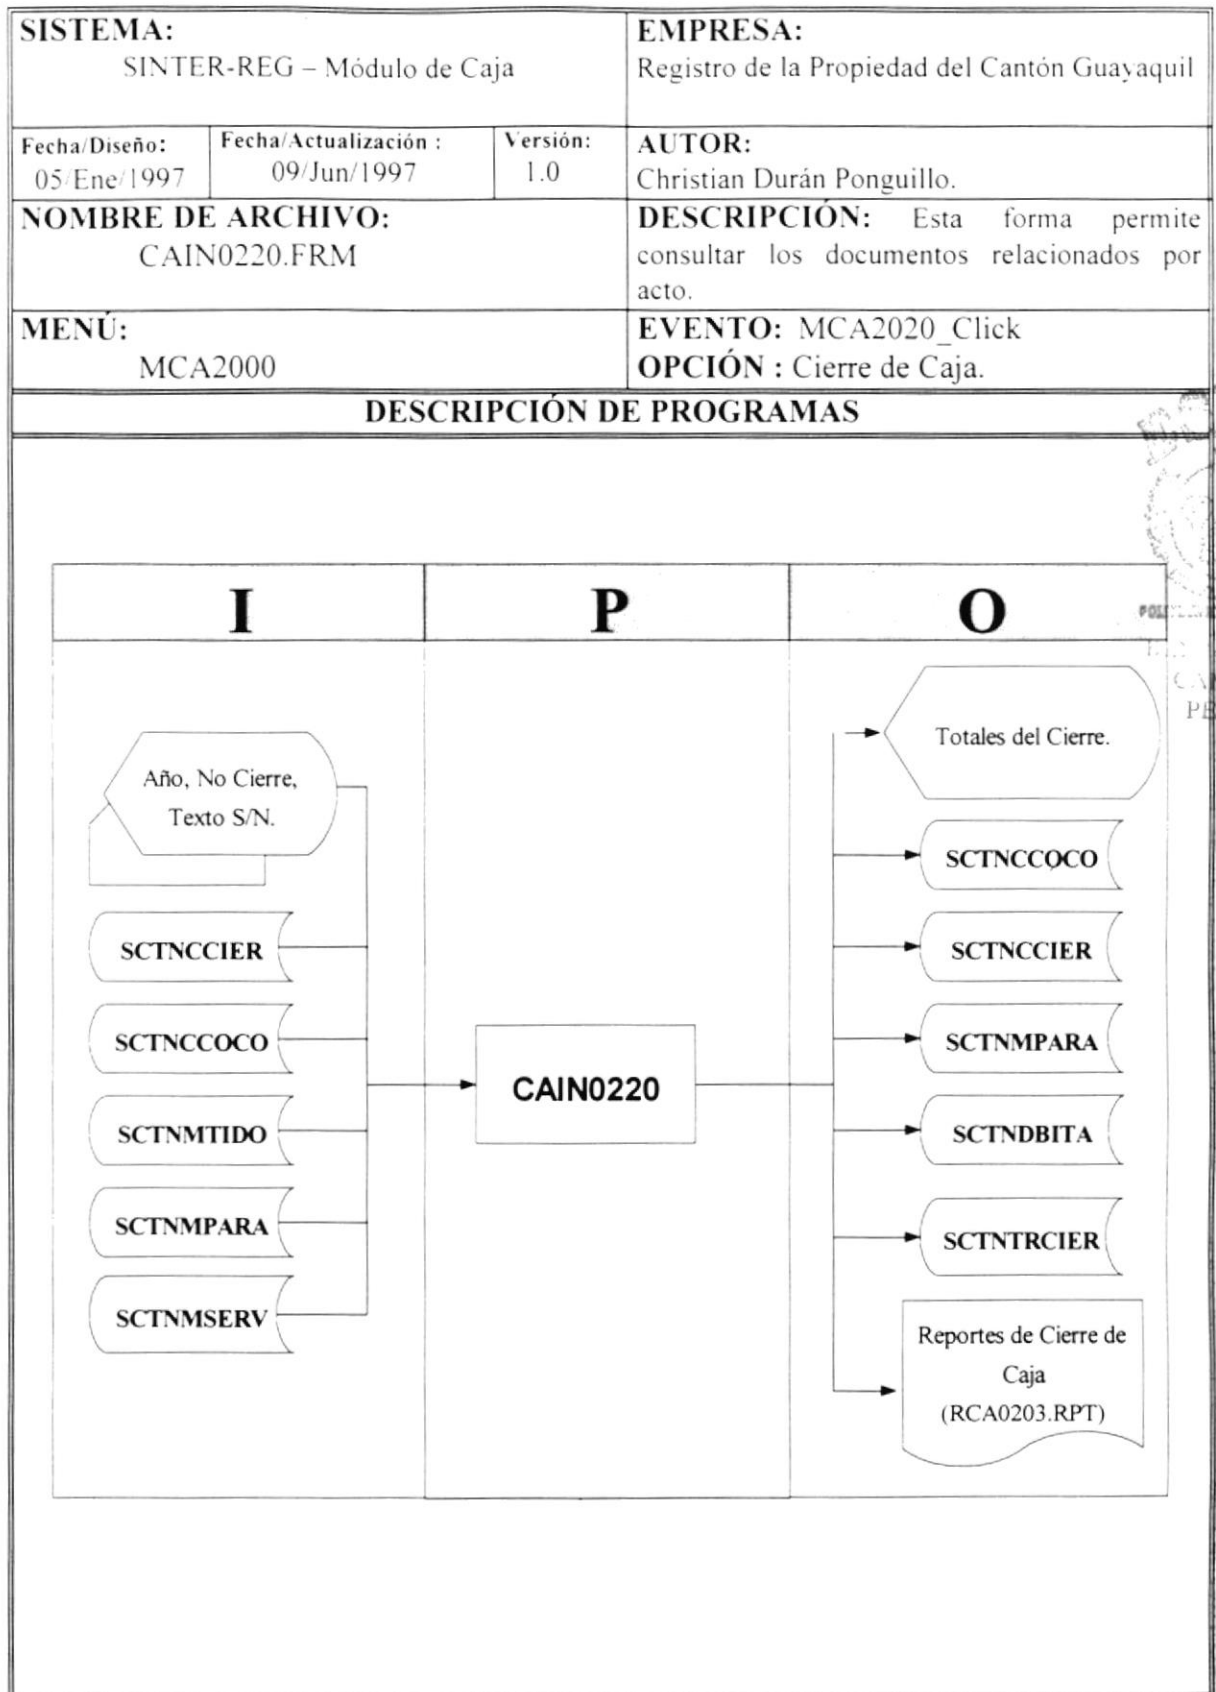 SISTEMA:
SINTER-REG – Módulo de Caja
EMPRESA:
Registro de la Propiedad del Cantón Guayaquil
Fecha/Diseño:
05/Ene/1997
Fecha/Actualización :
09/Jun/1997
Versión:
1.0
AUTOR:
Christian Durán Ponguillo.
NOMBRE DE ARCHIVO:
CAIN0220.FRM
DESCRIPCIÓN: Esta forma permite
consultar los documentos relacionados por
acto.
MENÚ:
MCA2000
EVENTO: MCA2020_Click
OPCIÓN : Cierre de Caja.
DESCRIPCIÓN DE PROGRAMAS
I
P
O
Año, No Cierre,
Texto S/N.
SCTNCCIER
SCTNCCOCO
SCTNMTIDO
SCTNMPARA
SCTNMSERV
CAIN0220
Totales del Cierre.
SCTNCCOCO
SCTNCCIER
SCTNMPARA
SCTNDBITA
SCTNTRCIER
Reportes de Cierre de
Caja
(RCA0203.RPT)